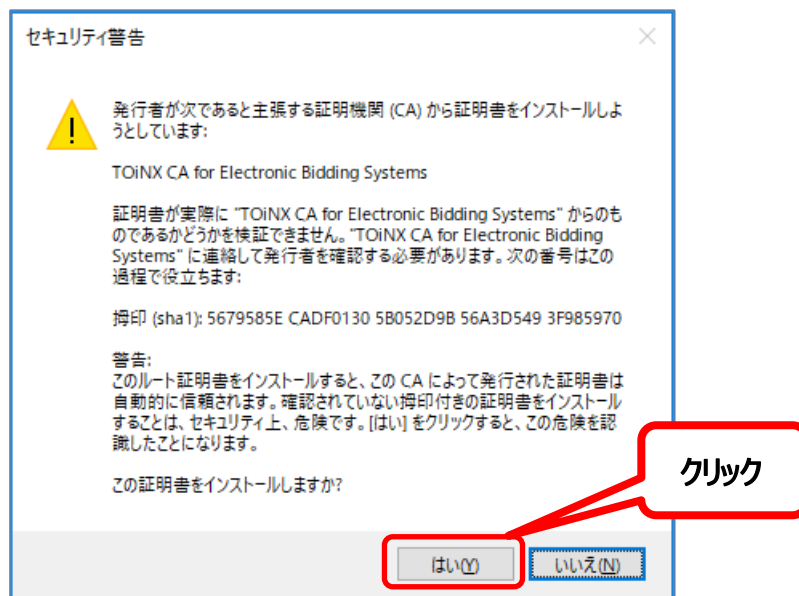 セキュリティ警告
発行者が次であると主張する証明機関 (CA) から証明書をインストールしよ
うとしています:
TOiNX CA for Electronic Bidding Systems
証明書が実際に "TOiNX CA for Electronic Bidding Systems" からのも
のであるかどうかを検証できません。"TOiNX CA for Electronic Bidding
Systems" に連絡して発行者を確認する必要があります。次の番号はこの
過程で役立ちます:
拇印 (sha1): 5679585E CADF0130 5B052D9B 56A3D549 3F985970
警告:
このルート証明書をインストールすると、この CA によって発行された証明書は
自動的に信頼されます。確認されていない拇印付きの証明書をインストール
することは、セキュリティ上、危険です。[はい] をクリックすると、この危険を認
識したことになります。
この証明書をインストールしますか?
クリック
はい(Y) いいえ(N)